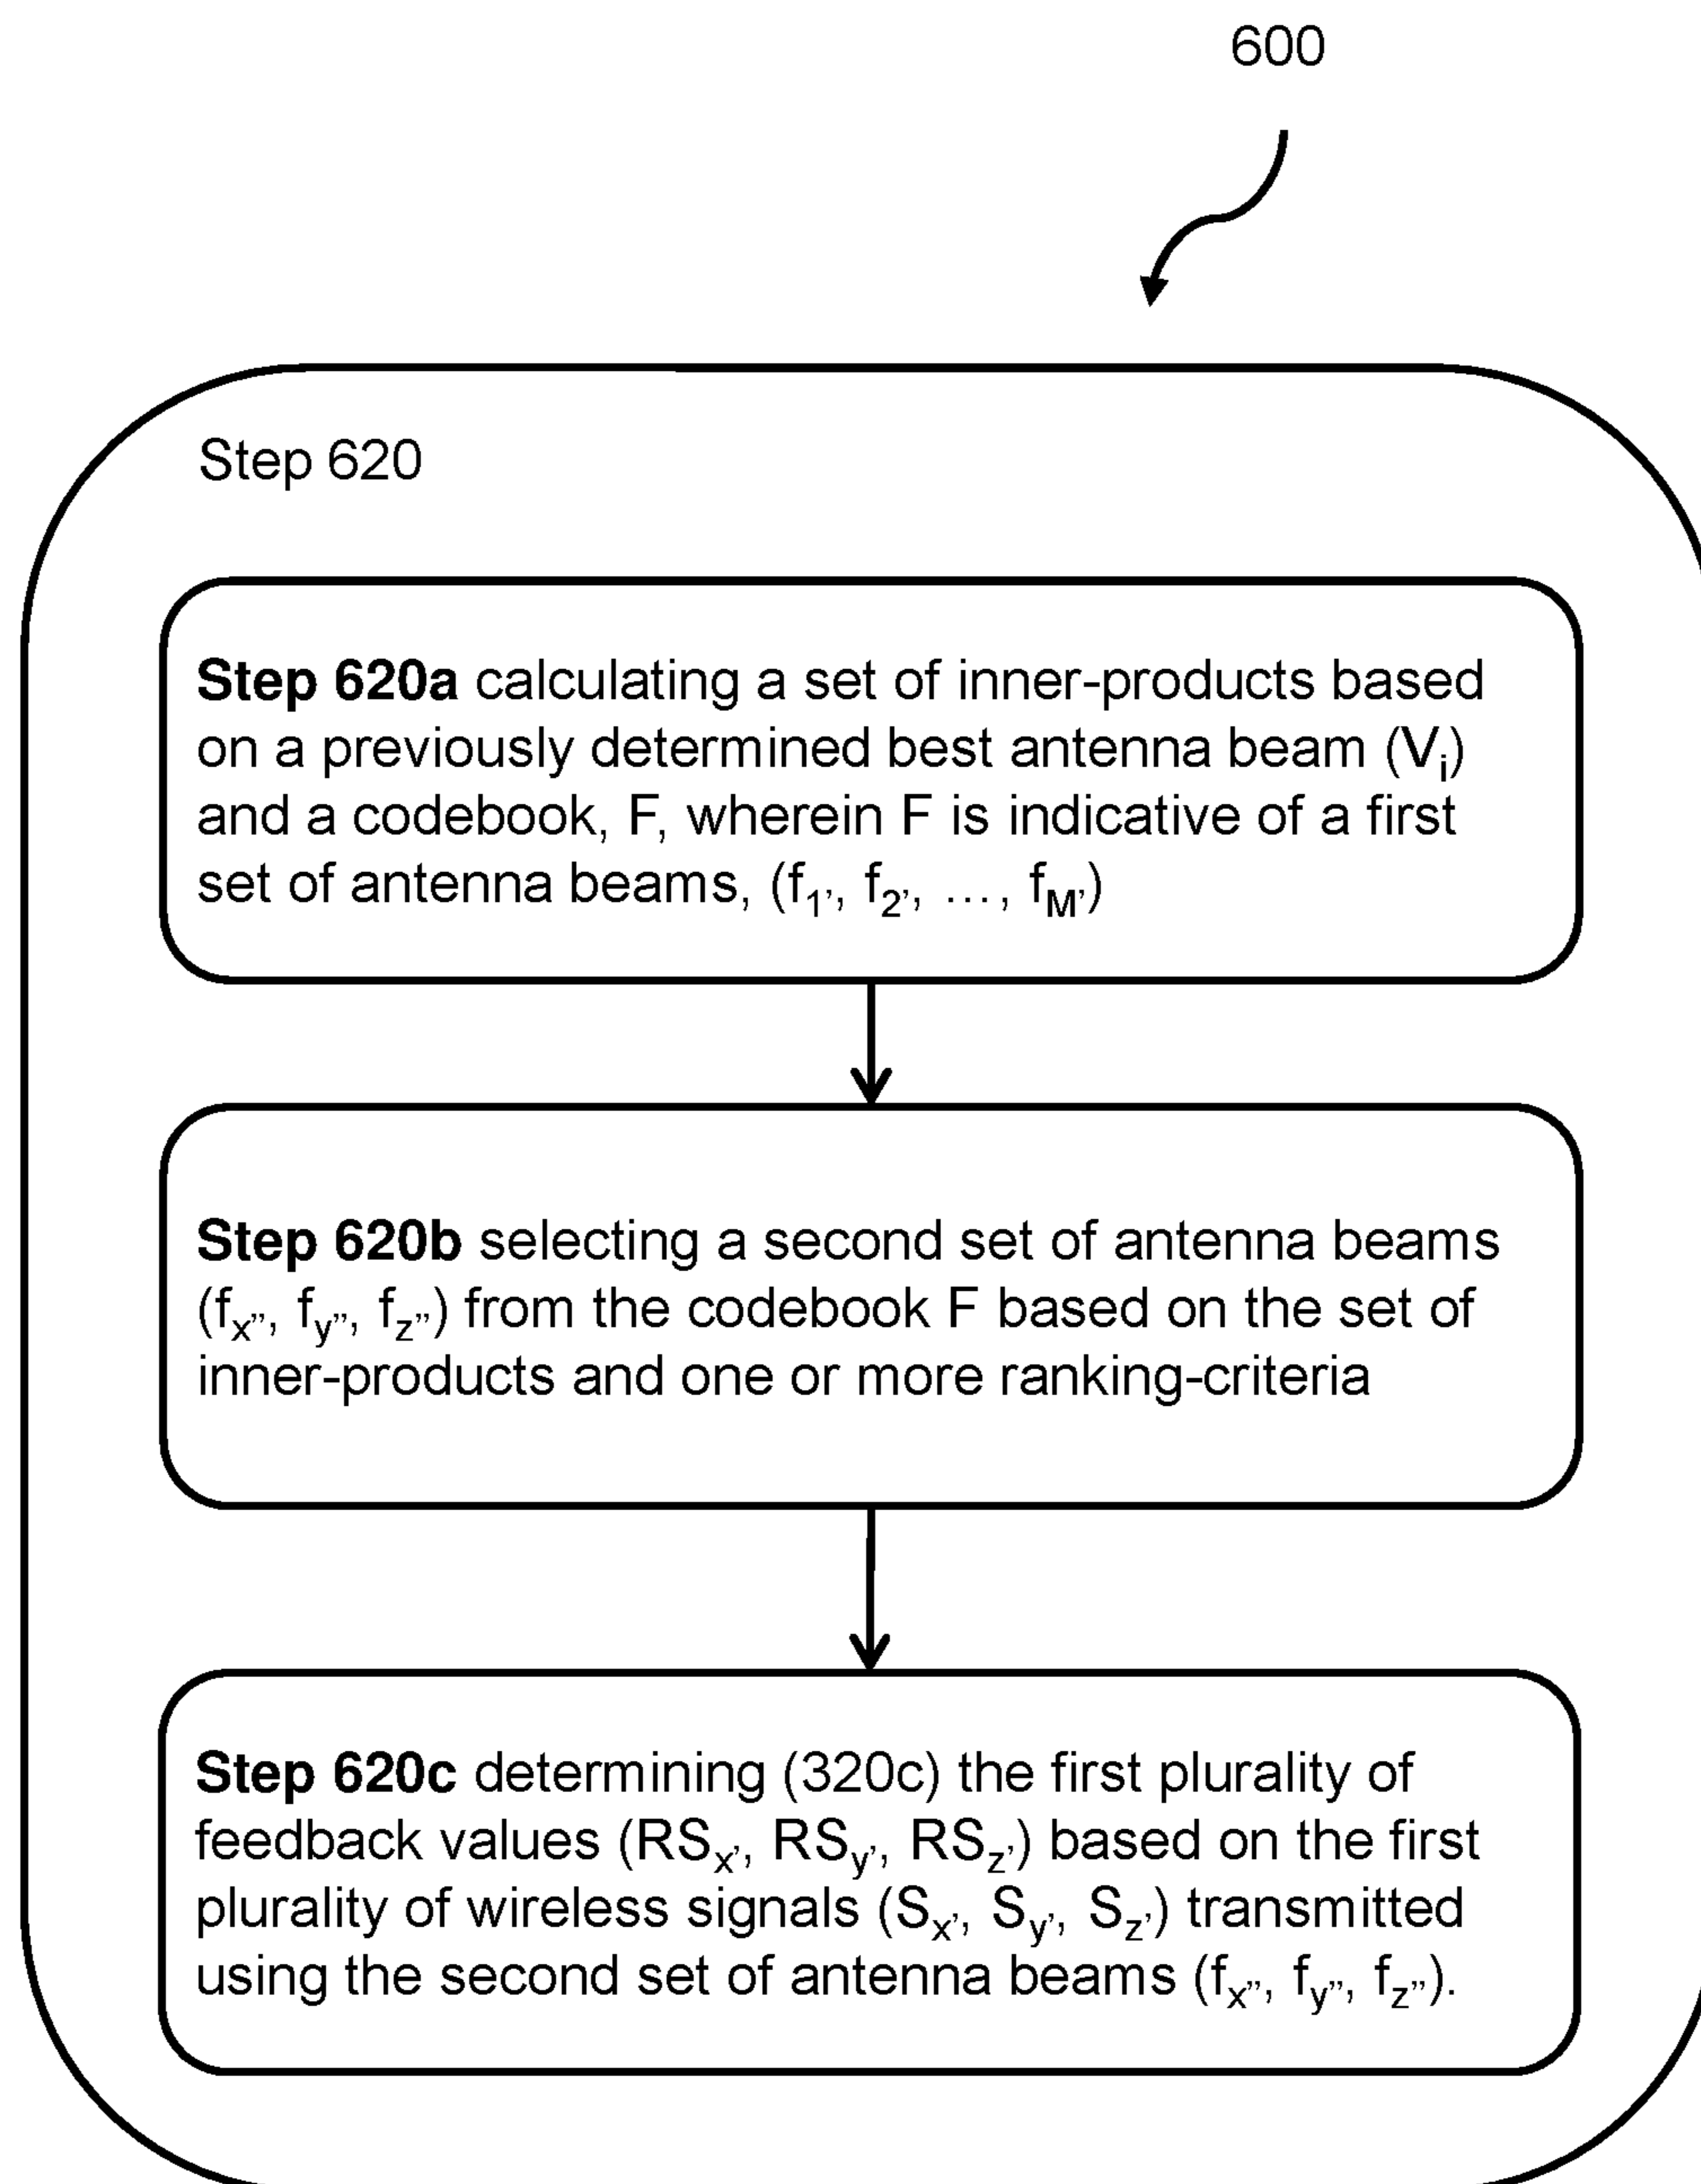 600
Step 620
Step 620a calculating a set of inner-products based
on a previously determined best antenna beam (Vi)
and a codebook, F, wherein F is indicative of a first
set of antenna beams, (f1’, f2’, …, fM’)
Step 620b selecting a second set of antenna beams
(fx”, fy”, fz”) from the codebook F based on the set of
inner-products and one or more ranking-criteria
Step 620c determining (320c) the first plurality of
feedback values (RSx’, RSy’, RSz’) based on the first
plurality of wireless signals (Sx’, Sy’, Sz’) transmitted
using the second set of antenna beams (fx”, fy”, fz”).